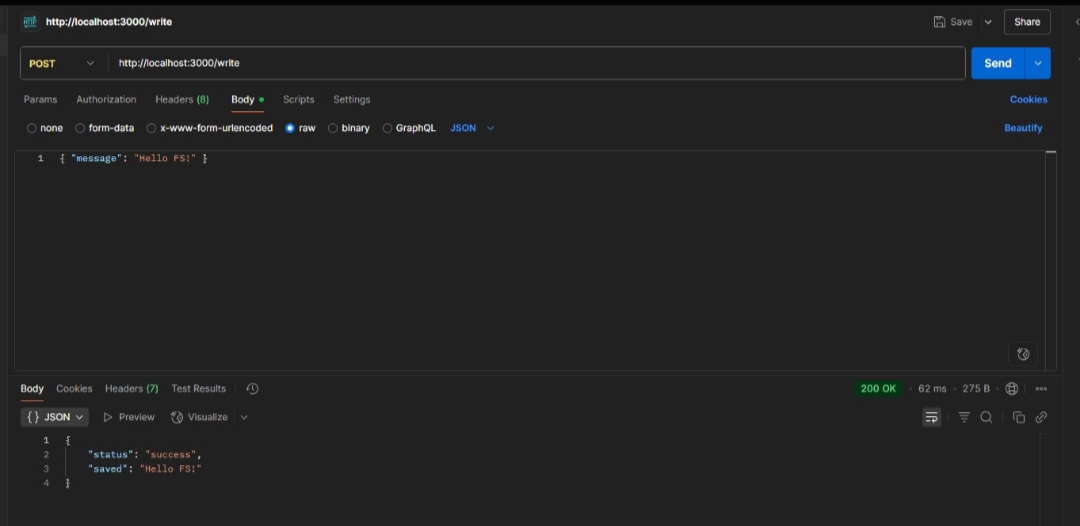 HTTP http://localhost:3000/write Save Share
POST http://localhost:3000/write Send
Params Authorization Headers (8) Body Scripts Settings Cookies
none form-data x-www-form-urlencoded raw binary GraphQL JSON Beautify
1 { "message": "Hello FS!" }
Body Cookies Headers (7) Test Results 200 OK 62 ms 275 B
{} JSON Preview Visualize
1 {
2 "status": "success",
3 "saved": "Hello FS!"
4 }